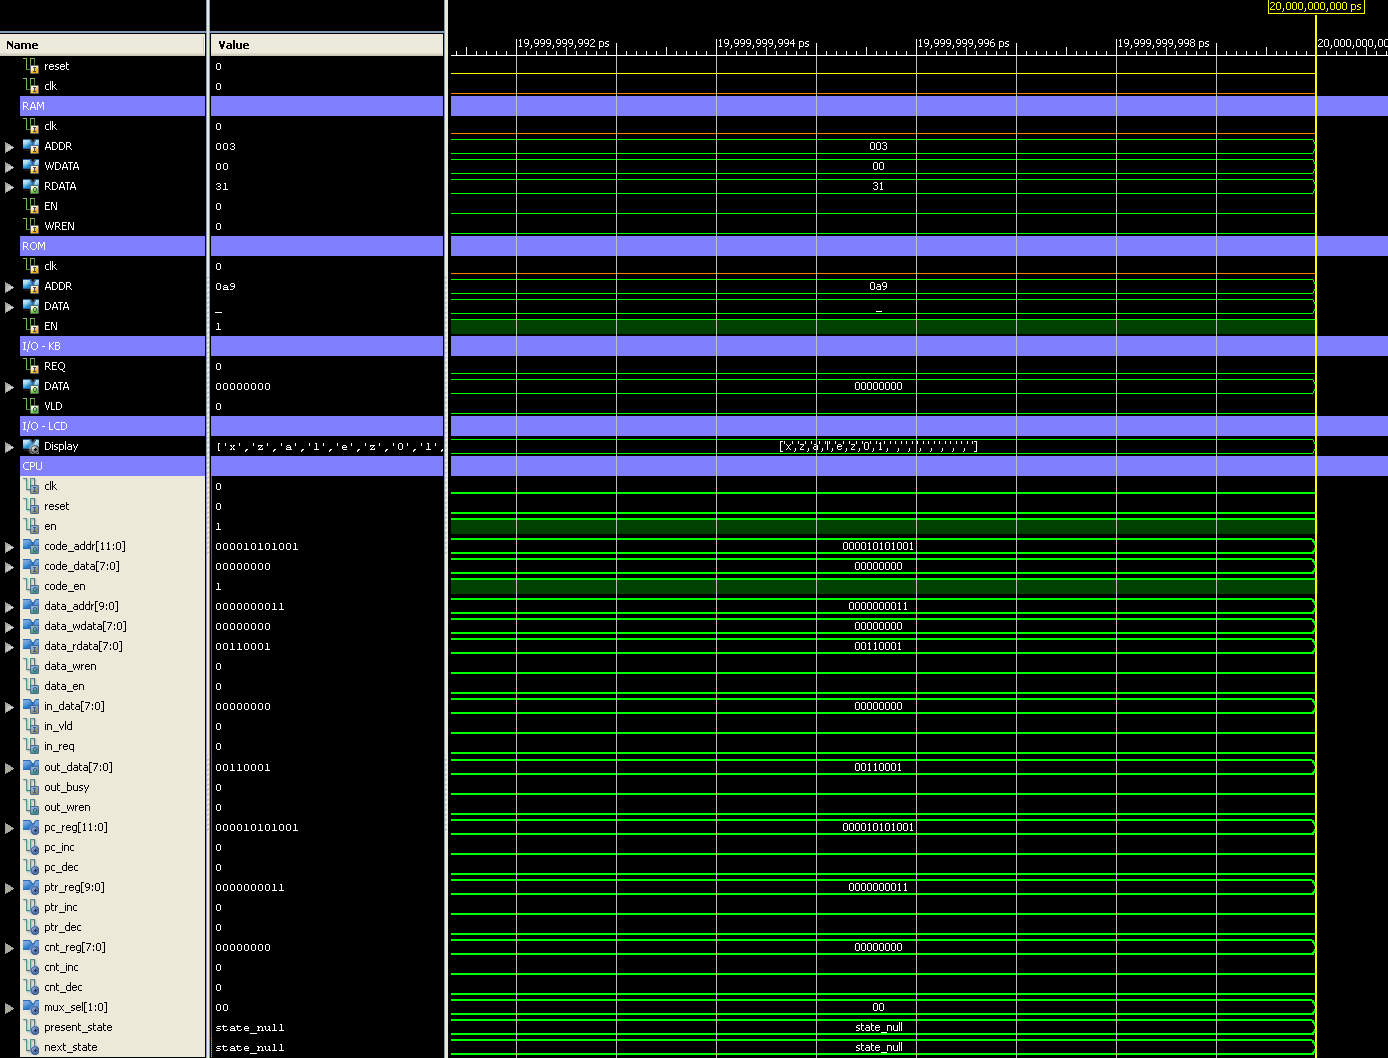 20,000,000,000 ps
Name Value 19,999,999,992 ps 19,999,999,994 ps 19,999,999,996 ps 19,999,999,998 ps 20,000,000,00
reset 0
clk 0
RAM
clk 0
ADDR 003 003
WDATA 00 00
RDATA 31 31
EN 0
WREN 0
ROM
clk 0
ADDR 0a9 0a9
DATA _ _
EN 1
I/O - KB
REQ 0
DATA 00000000 00000000
VLD 0
I/O - LCD
Display ['x','z','a','l','e','z','0','1', ['x','z','a','l','e','z','0','1',' ',' ',' ',' ',' ',' ',' ',' ']
CPU
clk 0
reset 0
en 1
code_addr[11:0] 000010101001 000010101001
code_data[7:0] 00000000 00000000
code_en 1
data_addr[9:0] 0000000011 0000000011
data_wdata[7:0] 00000000 00000000
data_rdata[7:0] 00110001 00110001
data_wren 0
data_en 0
in_data[7:0] 00000000 00000000
in_vld 0
in_req 0
out_data[7:0] 00110001 00110001
out_busy 0
out_wren 0
pc_reg[11:0] 000010101001 000010101001
pc_inc 0
pc_dec 0
ptr_reg[9:0] 0000000011 0000000011
ptr_inc 0
ptr_dec 0
cnt_reg[7:0] 00000000 00000000
cnt_inc 0
cnt_dec 0
mux_sel[1:0] 00 00
present_state state_null state_null
next_state state_null state_null